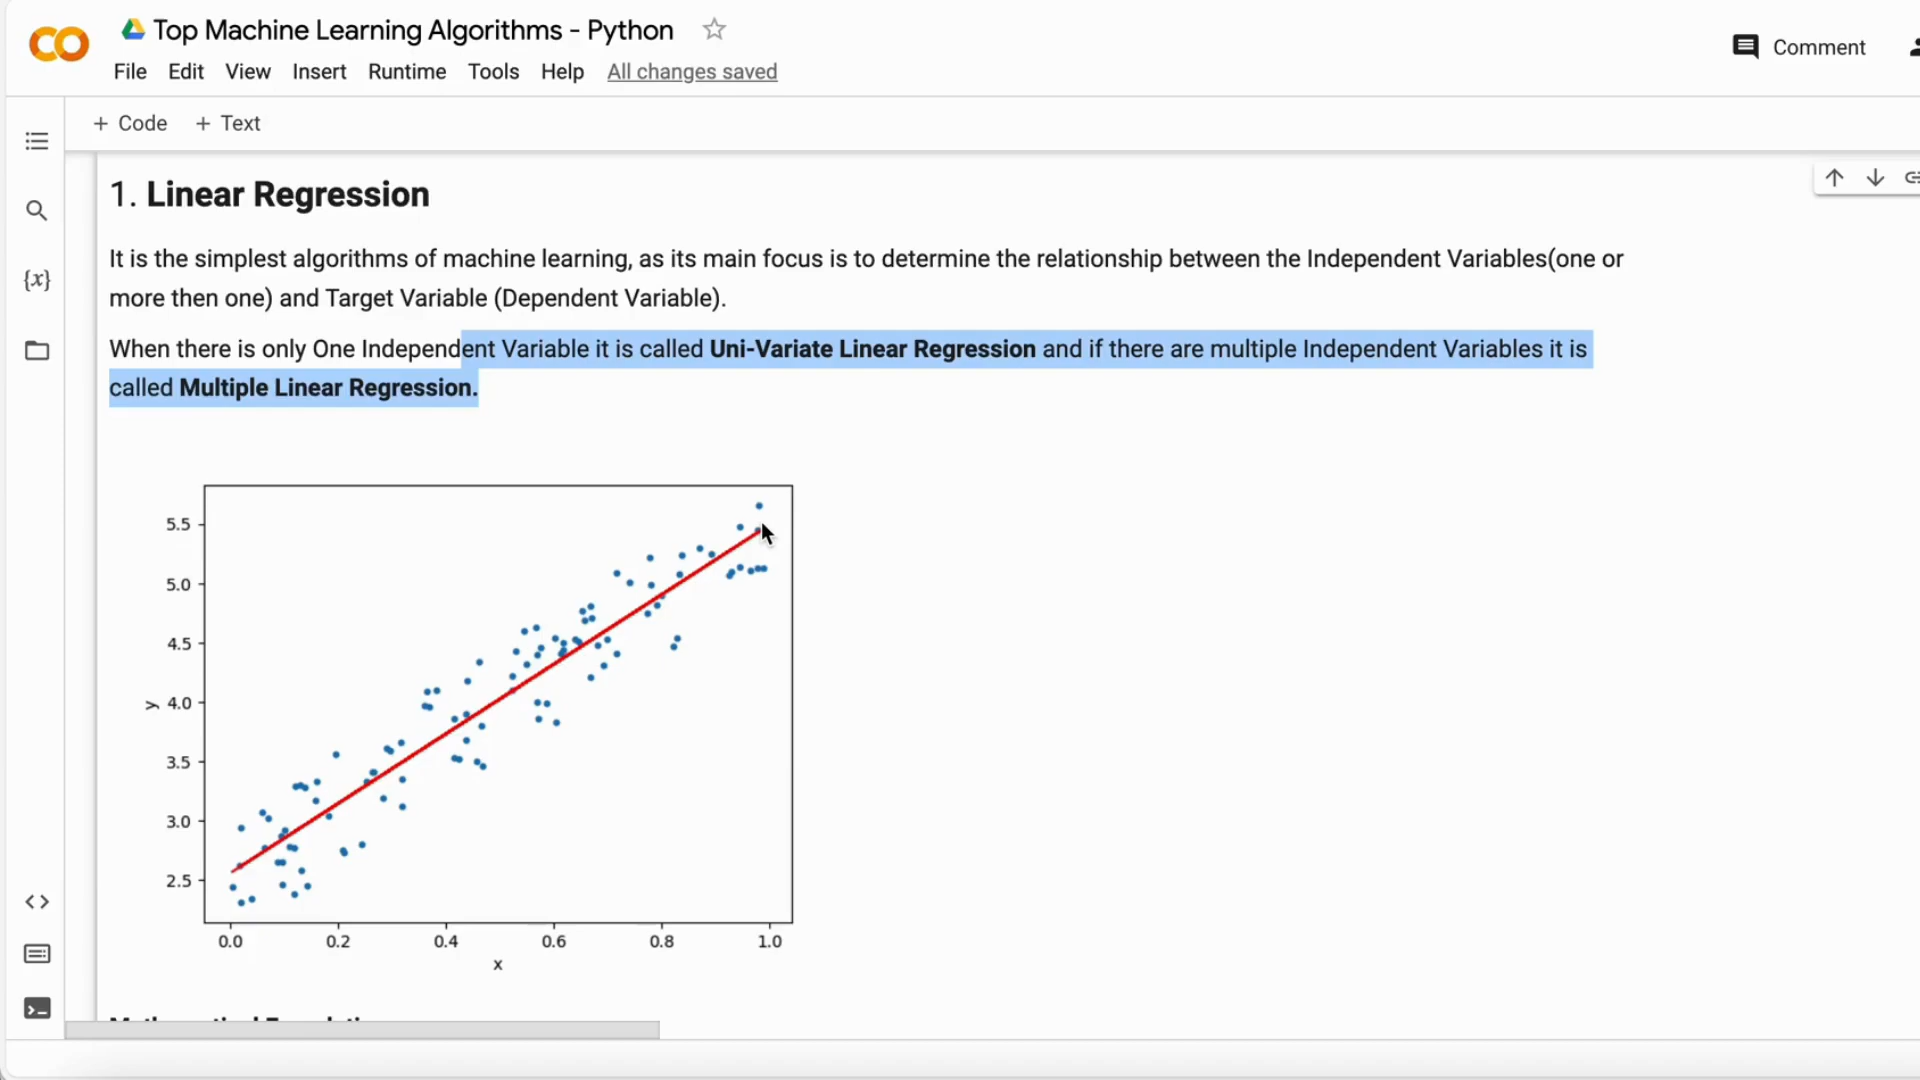 Top Machine Learning Algorithms - Python
Comment
File Edit View Insert Runtime Tools Help All changes saved
+ Code + Text
1. Linear Regression
It is the simplest algorithms of machine learning, as its main focus is to determine the relationship between the Independent Variables(one or
more then one) and Target Variable (Dependent Variable).
When there is only One Independent Variable it is called Uni-Variate Linear Regression and if there are multiple Independent Variables it is
called Multiple Linear Regression.
5.5
5.0
4.5
y 4.0
3.5
3.0
2.5
0.0 0.2 0.4 0.6 0.8 1.0
x